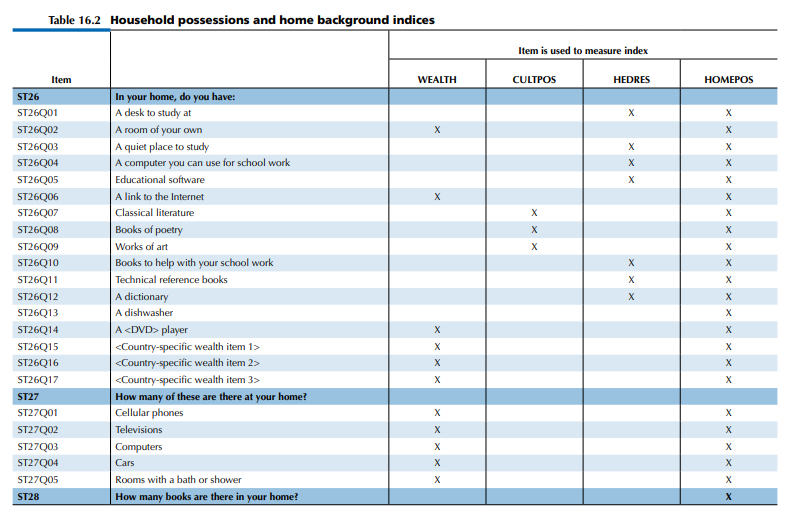 Table 16.2 Household possessions and home background indices
Item is used to measure index
Item WEALTH CULTPOS HEDRES HOMEPOS
ST26 In your home, do you have:
ST26Q01 A desk to study at X X
ST26Q02 A room of your own X X
ST26Q03 A quiet place to study X X
ST26Q04 A computer you can use for school work X X
ST26Q05 Educational software X X
ST26Q06 A link to the Internet X X
ST26Q07 Classical literature X X
ST26Q08 Books of poetry X X
ST26Q09 Works of art X X
ST26Q10 Books to help with your school work X X
ST26Q11 Technical reference books X X
ST26Q12 A dictionary X X
ST26Q13 A dishwasher X
ST26Q14 A <DVD> player X X
ST26Q15 <Country-specific wealth item 1> X X
ST26Q16 <Country-specific wealth item 2> X X
ST26Q17 <Country-specific wealth item 3> X X
ST27 How many of these are there at your home?
ST27Q01 Cellular phones X X
ST27Q02 Televisions X X
ST27Q03 Computers X X
ST27Q04 Cars X X
ST27Q05 Rooms with a bath or shower X X
ST28 How many books are there in your home? X